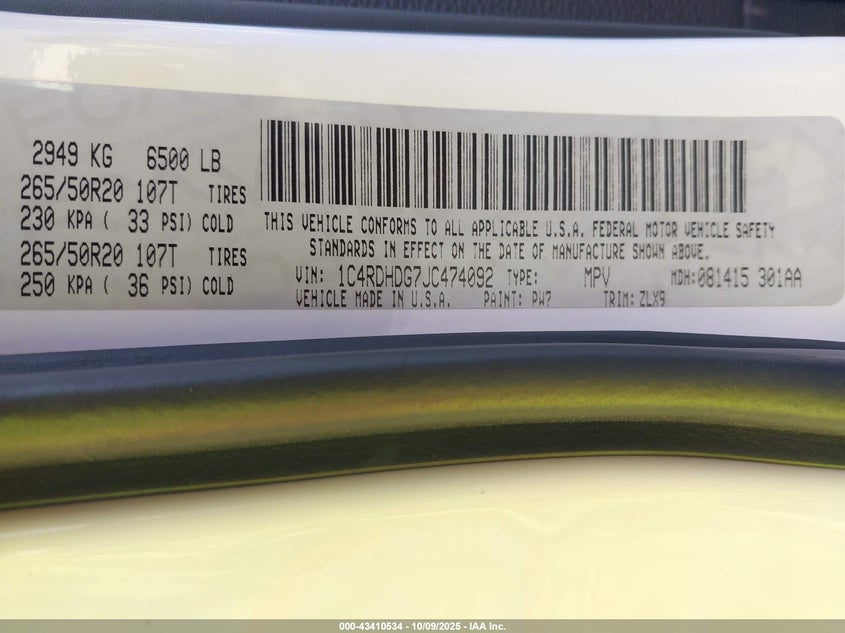 2949 KG 6500 LB
265/50R20 107T TIRES
230 KPA ( 33 PSI) COLD
265/50R20 107T TIRES
250 KPA ( 36 PSI) COLD
THIS VEHICLE CONFORMS TO ALL APPLICABLE U.S.A. FEDERAL MOTOR VEHICLE SAFETY
STANDARDS IN EFFECT ON THE DATE OF MANUFACTURE SHOWN ABOVE.
VIN: 1C4RDHDG7JC474092 TYPE: MPV MDH:081415 301AA
VEHICLE MADE IN U.S.A. PAINT: PW7 TRIM: ZLX9
000-43410534 - 10/09/2025 - IAA Inc.